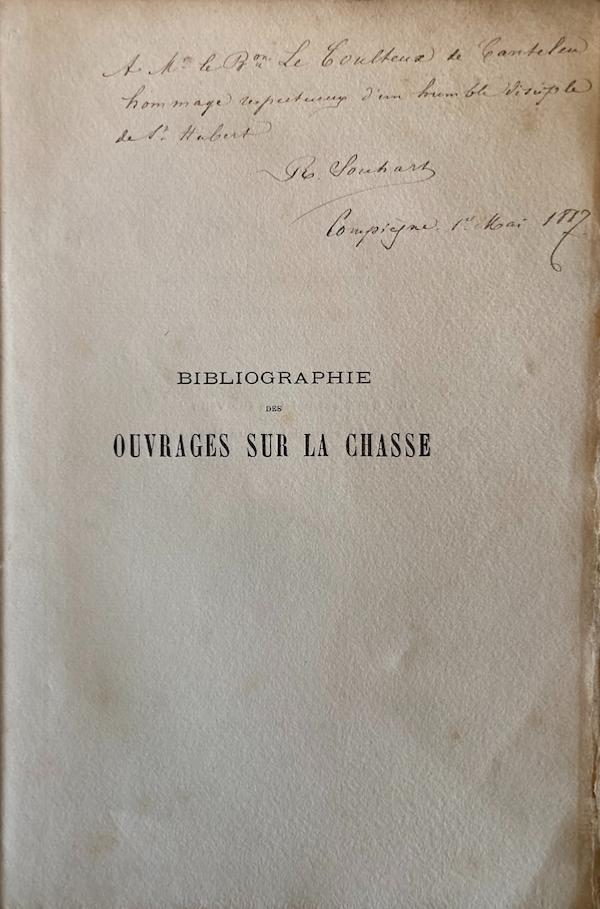 A Mr le Bon Le Coulteux de Canteleu
hommage respectueux d'un humble disciple
de St Hubert
R. Souhart
Compiègne. 1er Mai 1887
BIBLIOGRAPHIE
DES
OUVRAGES SUR LA CHASSE